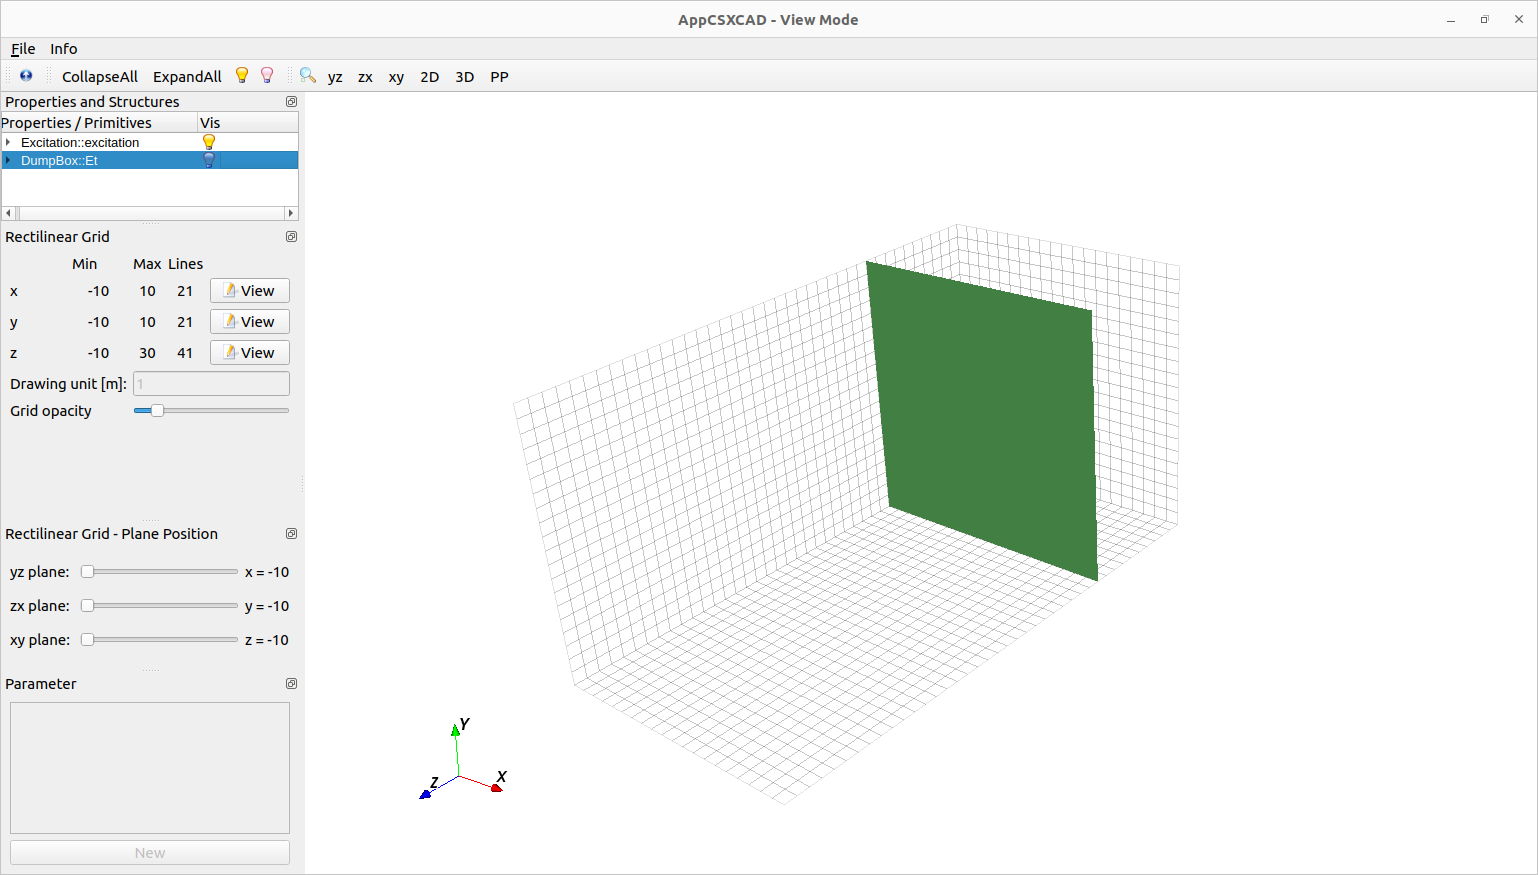 AppCSXCAD - View Mode
File Info
CollapseAll ExpandAll yz zx xy 2D 3D PP
Properties and Structures
Properties / Primitives Vis
Excitation::excitation
DumpBox::Et
Rectilinear Grid
Min Max Lines
x -10 10 21 View
y -10 10 21 View
z -10 30 41 View
Drawing unit [m]: 1
Grid opacity
Rectilinear Grid - Plane Position
yz plane: x = -10
zx plane: y = -10
xy plane: z = -10
Parameter
New
Y
Z
X